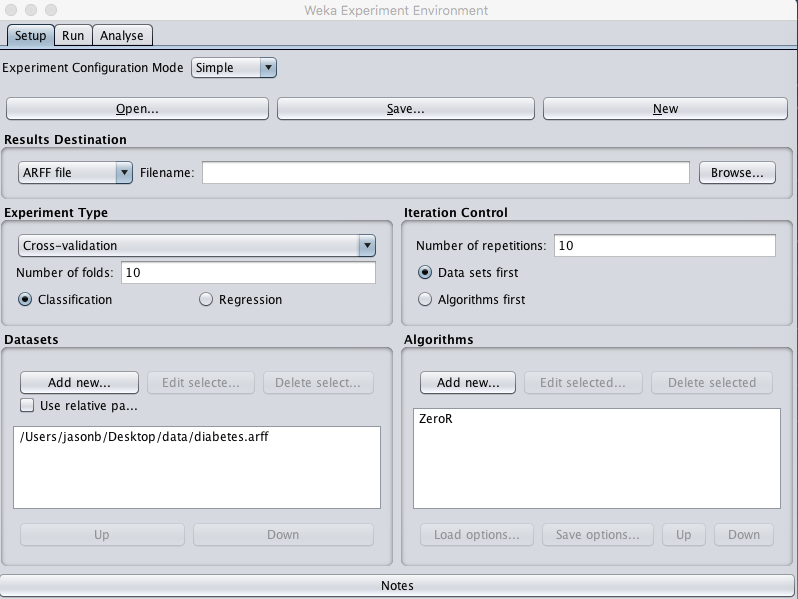 Weka Experiment Environment
Setup Run Analyse
Experiment Configuration Mode Simple
Open... Save... New
Results Destination
ARFF file Filename: Browse...
Experiment Type
Cross-validation
Number of folds: 10
Classification Regression
Iteration Control
Number of repetitions: 10
Data sets first
Algorithms first
Datasets
Add new... Edit selecte... Delete select...
Use relative pa...
/Users/jasonb/Desktop/data/diabetes.arff
Up Down
Algorithms
Add new... Edit selected... Delete selected
ZeroR
Load options... Save options... Up Down
Notes